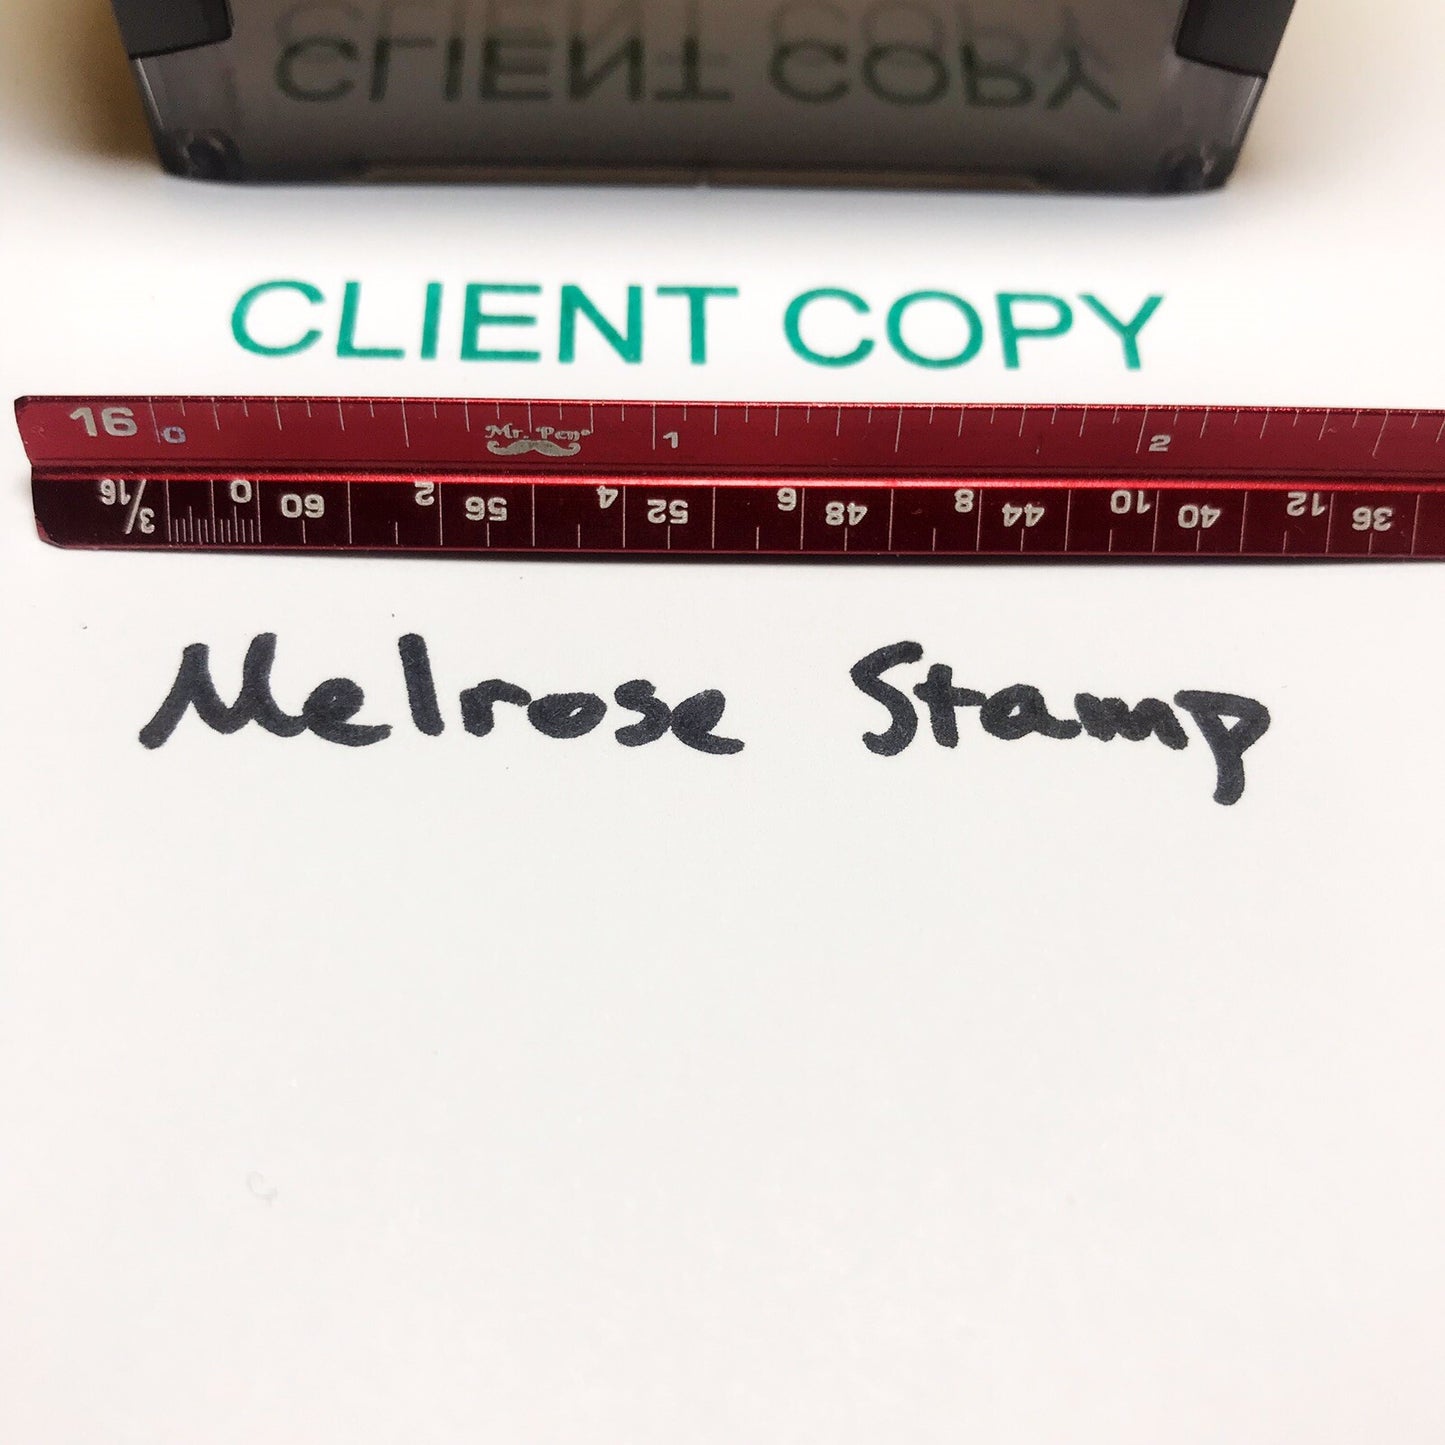 CLIENT COPY
CLIENT COPY
16 0 Mr. Pen 1 2
3/16 0 60 2 56 4 52 6 48 8 44 10 40 12 36
Melrose Stamp